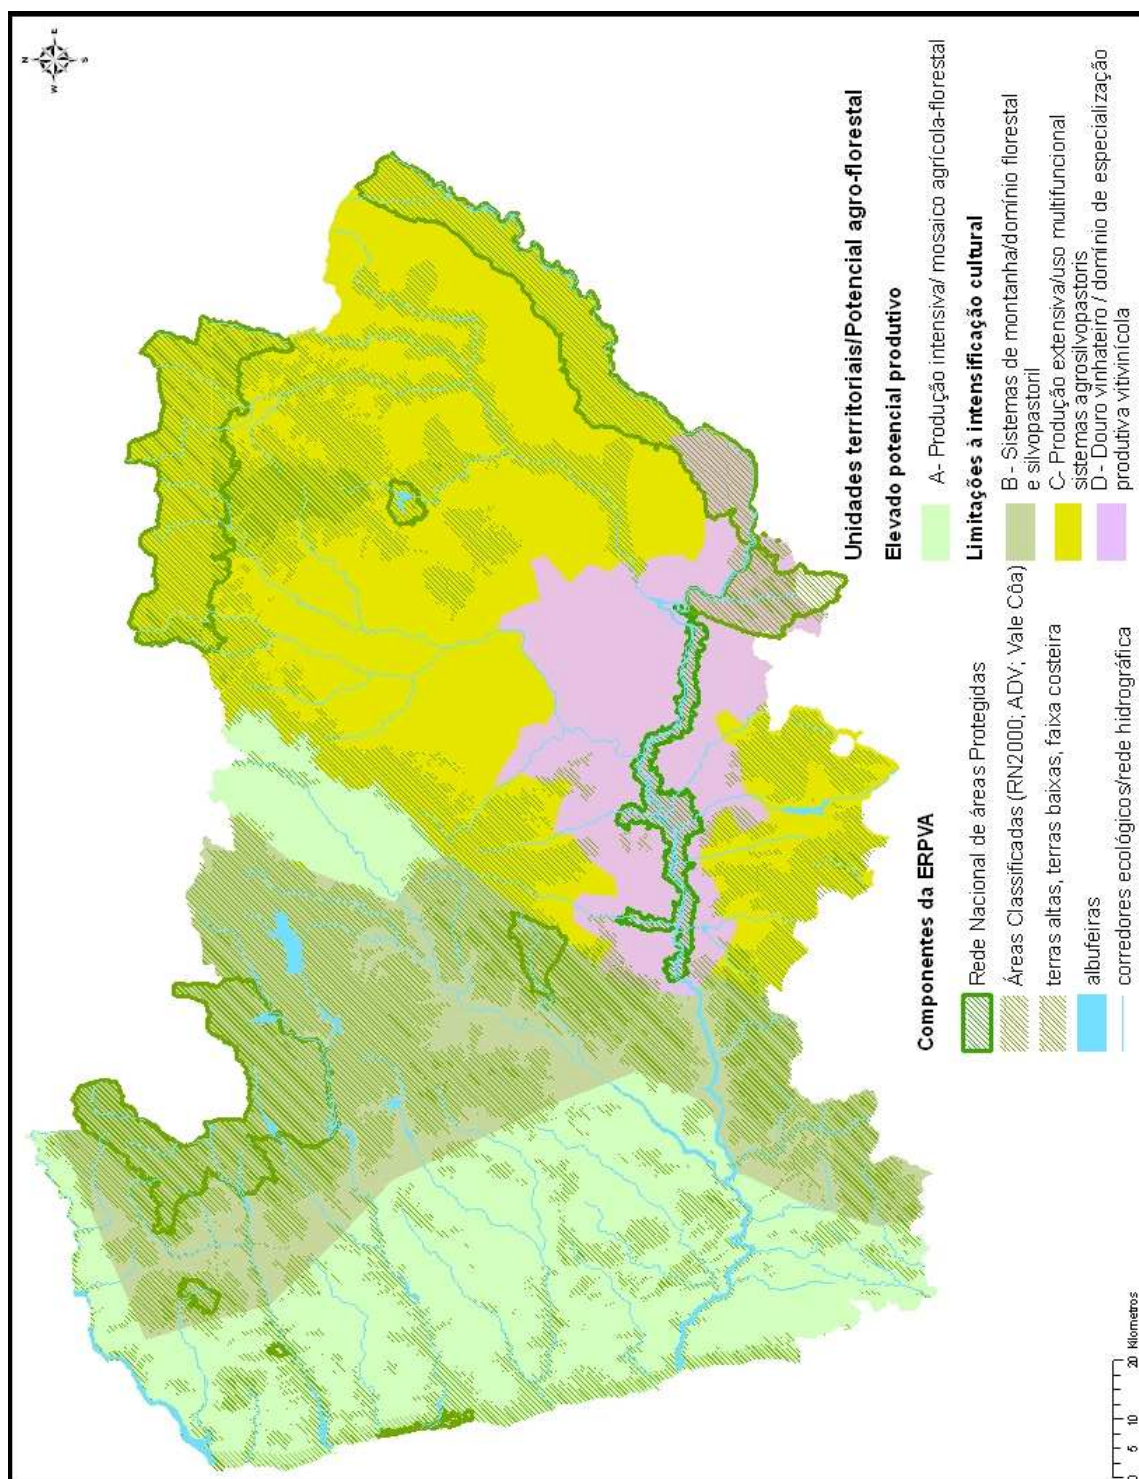 N
E
S
W
Unidades territoriais/Potencial agro-florestal
Elevado potencial produtivo
A- Produção intensiva/ mosaico agrícola-florestal
Limitações à intensificação cultural
B - Sistemas de montanha/domínio florestal
e silvopastoril
C- Produção extensiva/uso multifuncional
sistemas agrosilvopastoris
D - Douro vinhateiro / domínio de especialização
produtiva vitivinícola
Componentes da ERPVA
Rede Nacional de áreas Protegidas
Áreas Classificadas (RN2000; ADV; Vale Côa)
terras altas, terras baixas, faixa costeira
albufeiras
corredores ecológicos/rede hidrográfica
0 5 10 20 Kilometros